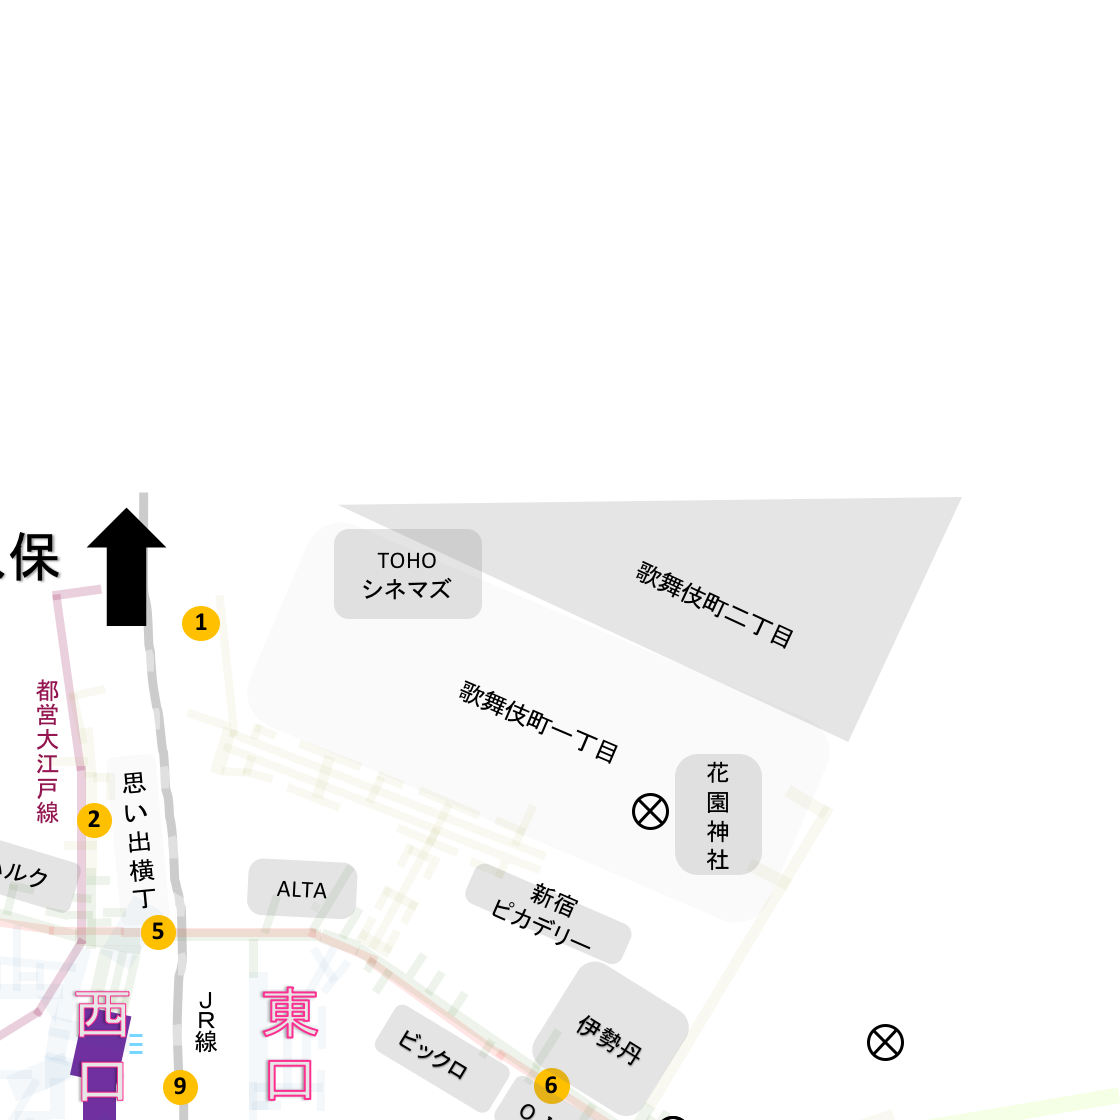 保
TOHO
シネマズ
歌舞伎町二丁目
1
歌舞伎町一丁目
都営大江戸線
花園神社
思い出横丁
2
ルク
ALTA
新宿
ピカデリー
5
西口
JR線
東口
伊勢丹
ビックロ
9
6
O